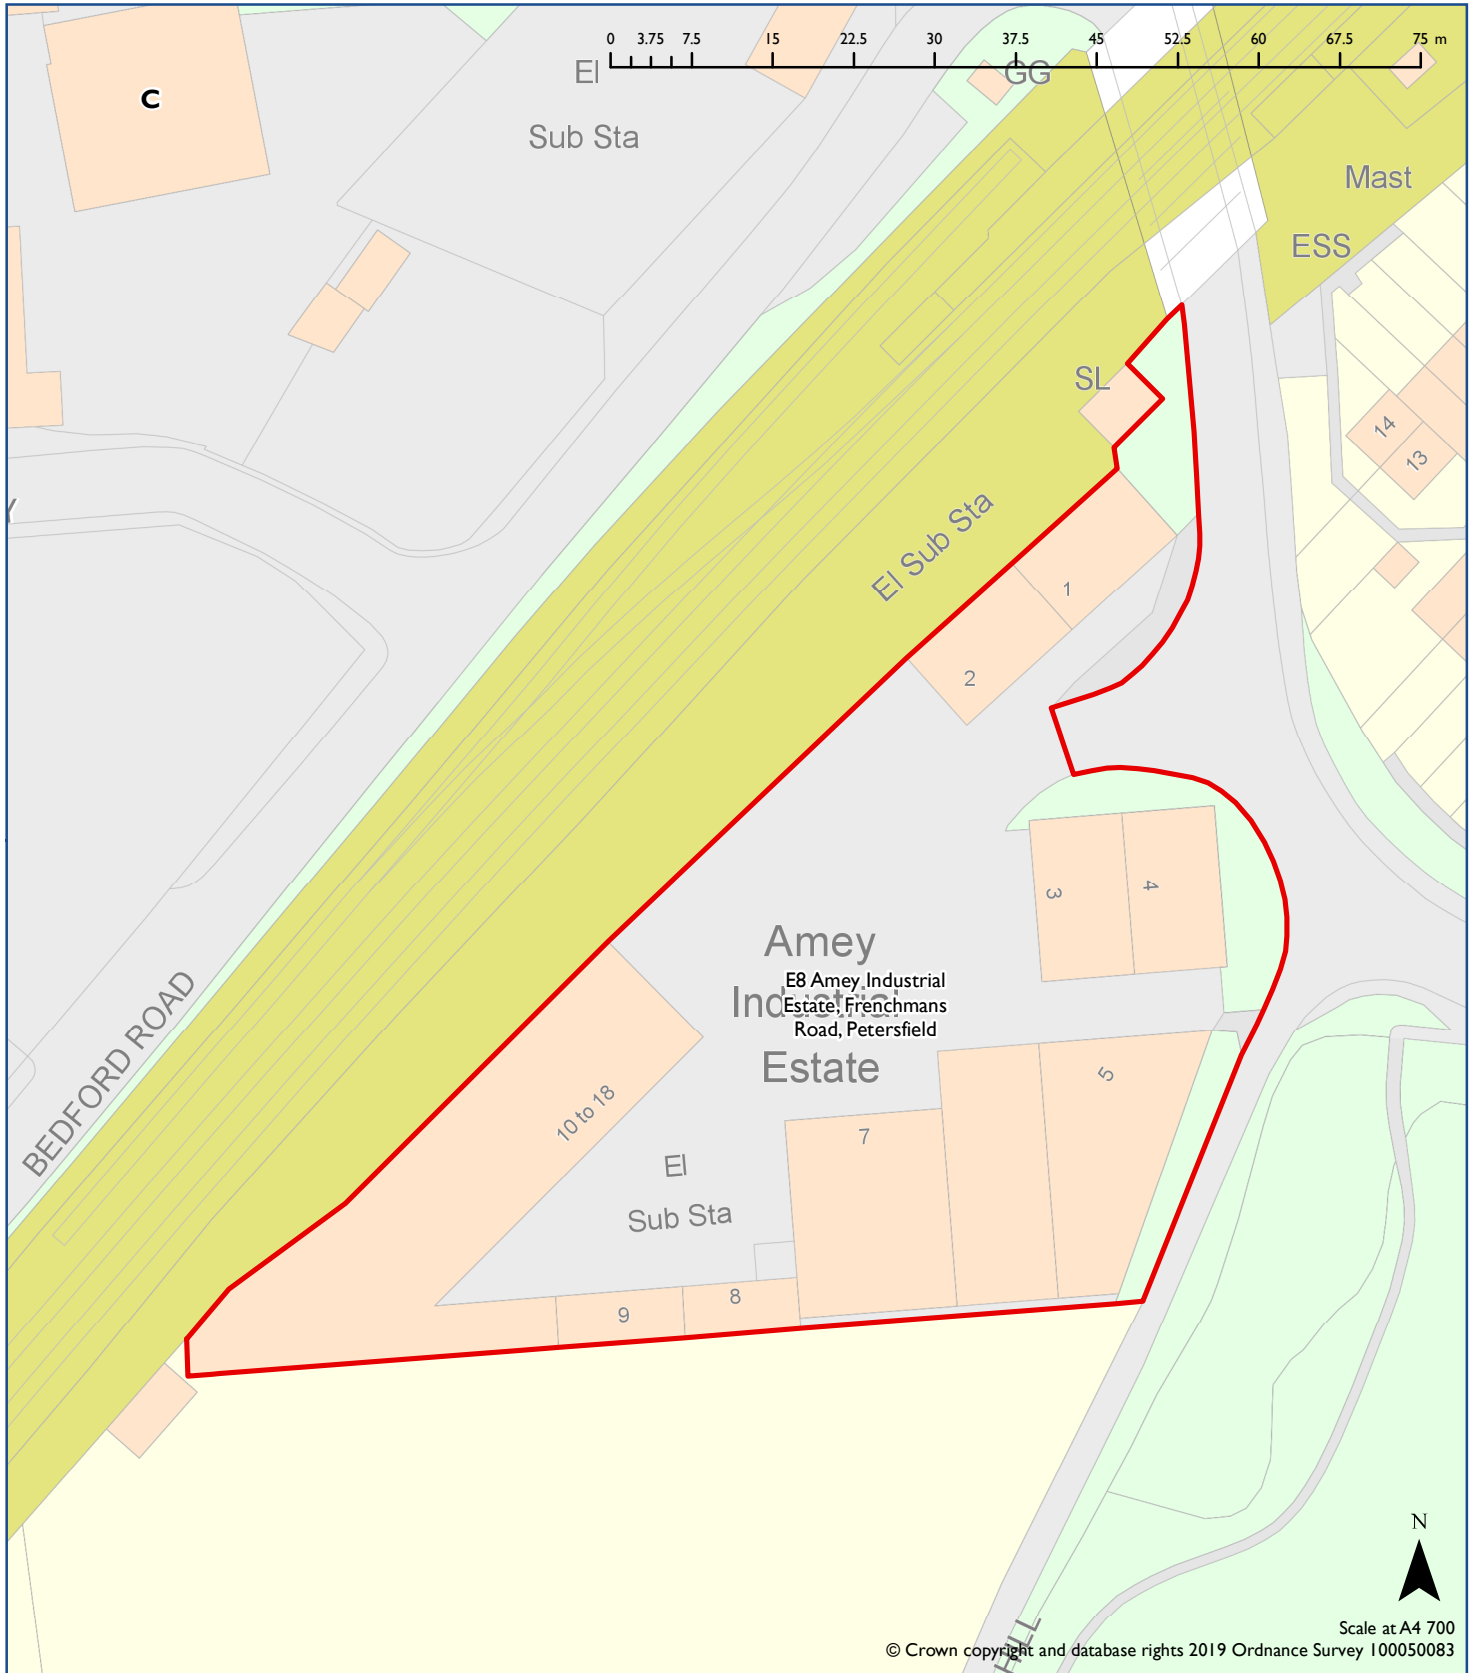 0 3.75 7.5 15 22.5 30 37.5 45 52.5 60 67.5 75 m
El
Sub Sta
GG
C
Mast
ESS
SL
14
13
Y
El Sub Sta
1
2
3
4
Amey
Industrial
Estate
E8 Amey Industrial
Estate, Frenchmans
Road, Petersfield
BEDFORD ROAD
10 to 18
5
7
El
Sub Sta
9
8
N
HILL
Scale at A4 700
© Crown copyright and database rights 2019 Ordnance Survey 100050083